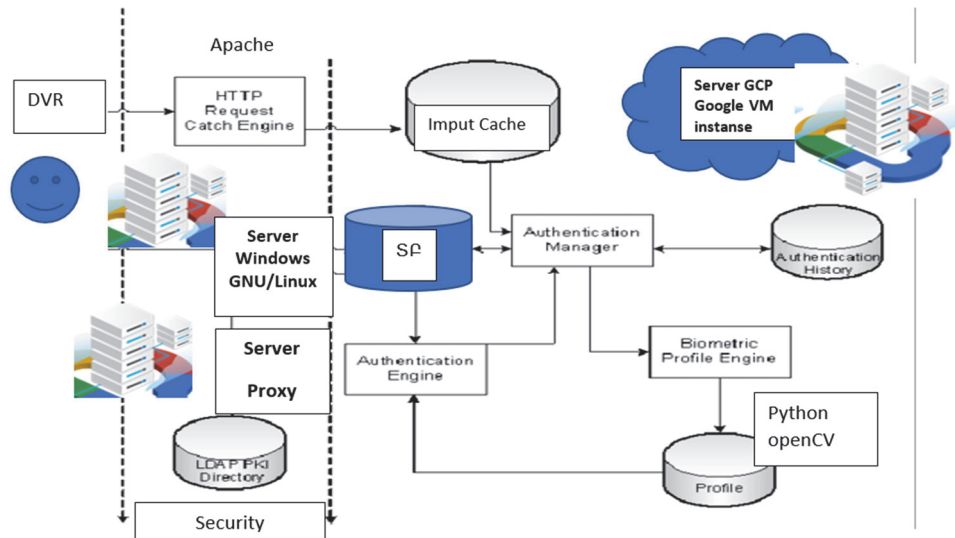 Apache
DVR
HTTP
Request
Catch Engine
Imput Cache
Server GCP
Google VM
instanse
Server
Windows
GNU/Linux
Authentication
Manager
Authentication
History
Server
Proxy
Authentication
Engine
Biometric
Profile Engine
Python
openCV
LDAP PKI
Directory
Profile
Security